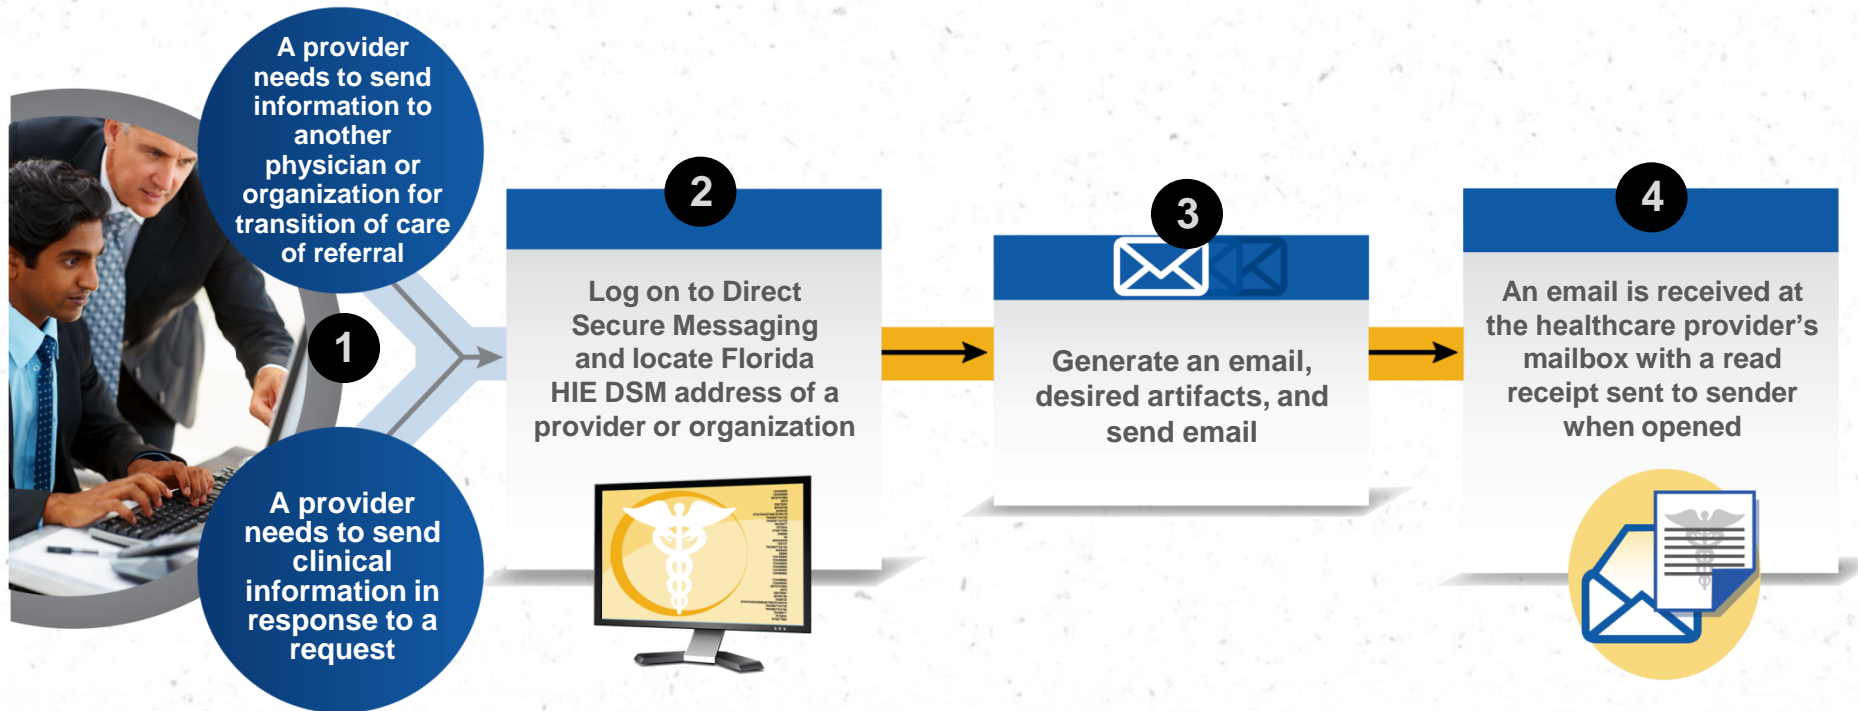 A provider
needs to send
information to
another
physician or
organization for
transition of care
of referral
1
A provider
needs to send
clinical
information in
response to a
request
2
Log on to Direct
Secure Messaging
and locate Florida
HIE DSM address of a
provider or organization
3
Generate an email,
desired artifacts, and
send email
4
An email is received at
the healthcare provider’s
mailbox with a read
receipt sent to sender
when opened